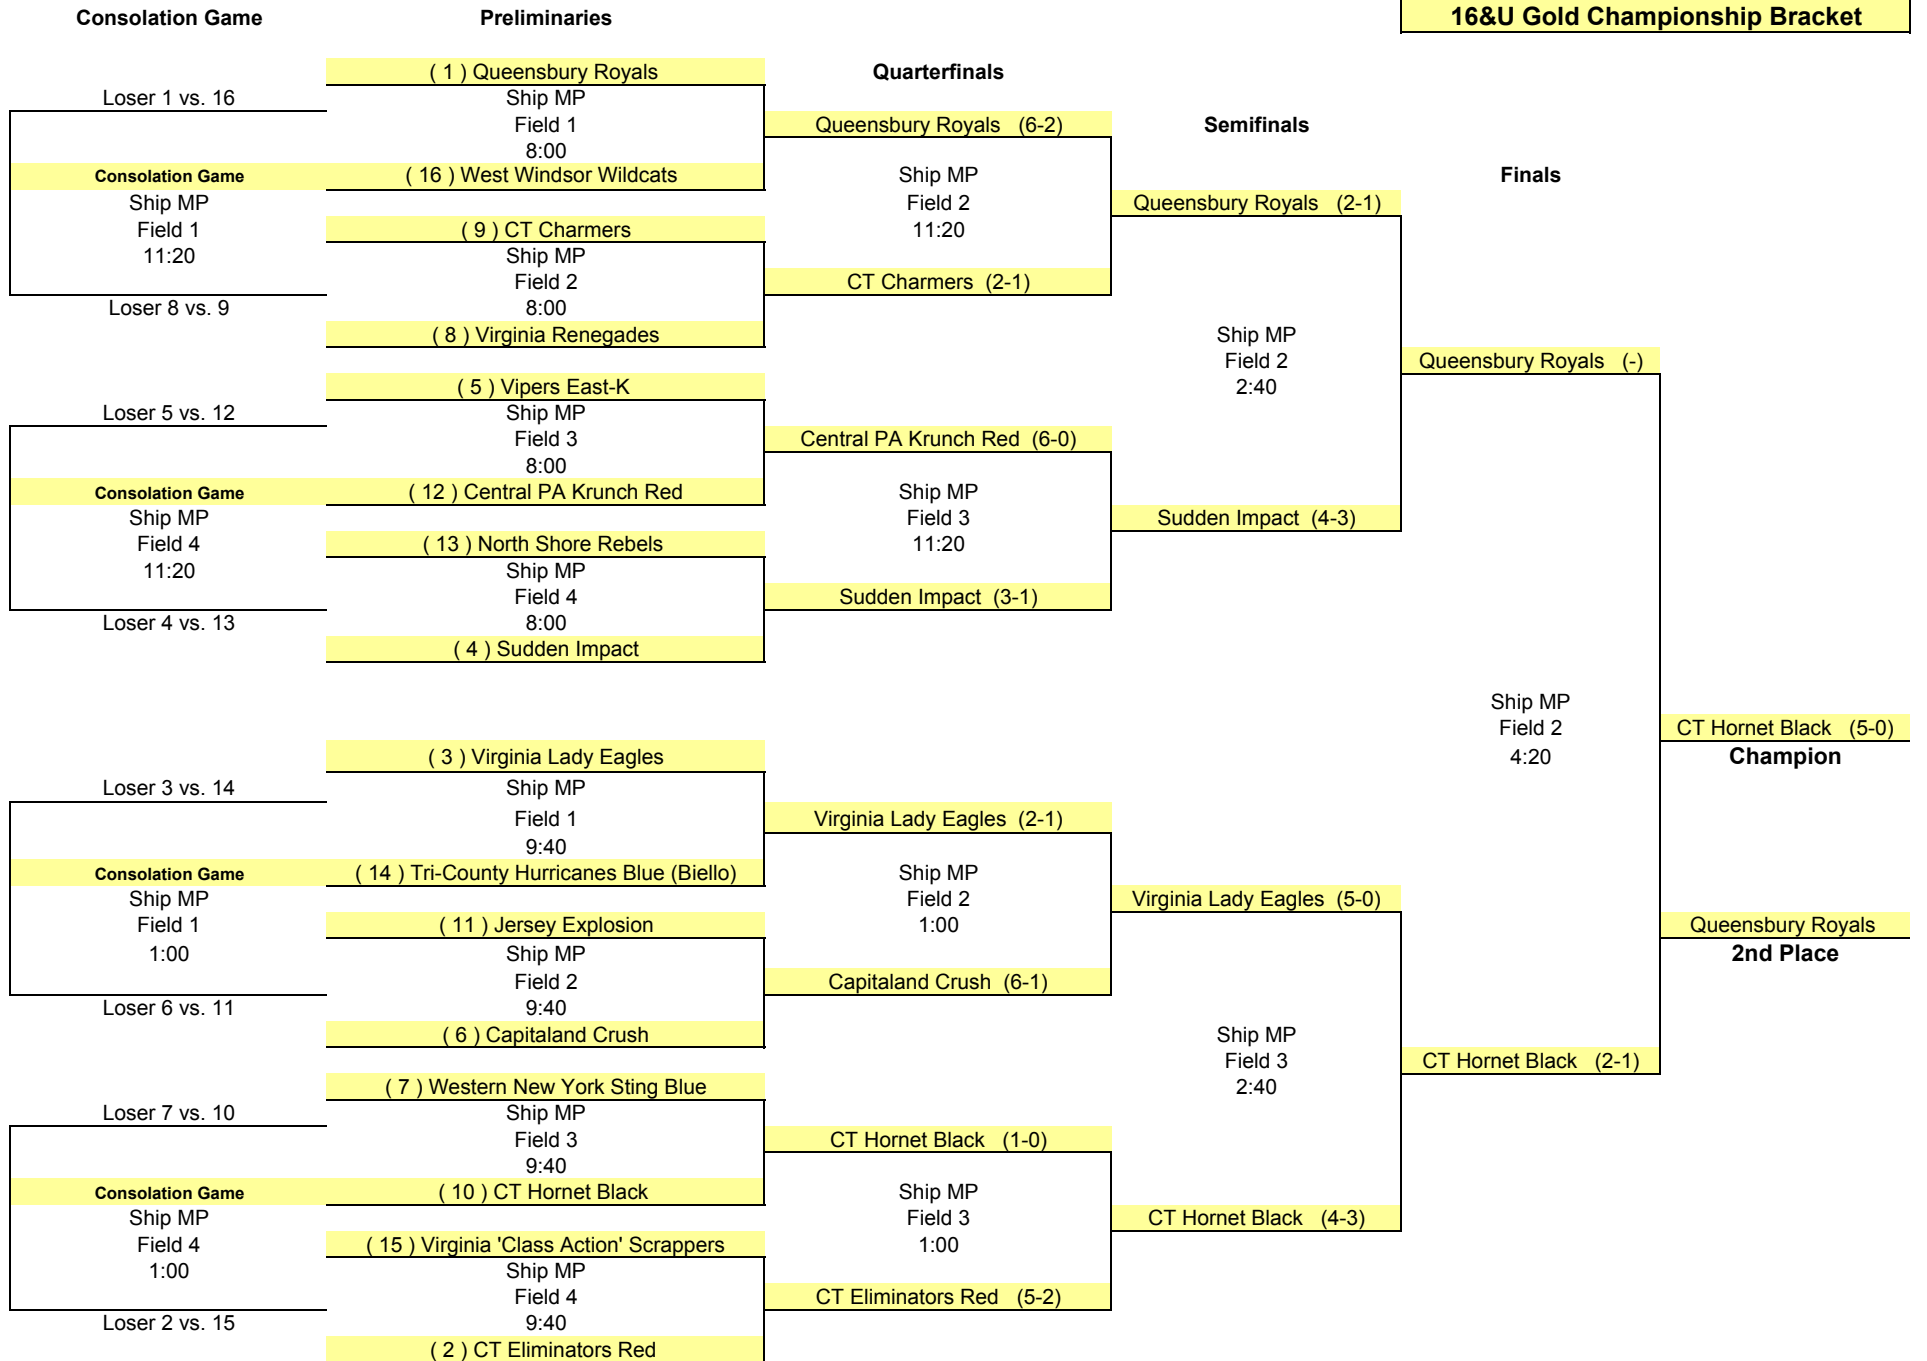 16&U Gold Championship Bracket
Consolation Game
Preliminaries
Quarterfinals
Semifinals
Finals
Loser 1 vs. 16
Consolation Game
Ship MP
Field 1
11:20
Loser 8 vs. 9
Loser 5 vs. 12
Consolation Game
Ship MP
Field 4
11:20
Loser 4 vs. 13
Loser 3 vs. 14
Consolation Game
Ship MP
Field 1
1:00
Loser 6 vs. 11
Loser 7 vs. 10
Consolation Game
Ship MP
Field 4
1:00
Loser 2 vs. 15
( 1 ) Queensbury Royals
Ship MP
Field 1
8:00
( 16 ) West Windsor Wildcats
( 9 ) CT Charmers
Ship MP
Field 2
8:00
( 8 ) Virginia Renegades
( 5 ) Vipers East-K
Ship MP
Field 3
8:00
( 12 ) Central PA Krunch Red
( 13 ) North Shore Rebels
Ship MP
Field 4
8:00
( 4 ) Sudden Impact
( 3 ) Virginia Lady Eagles
Ship MP
Field 1
9:40
( 14 ) Tri-County Hurricanes Blue (Biello)
( 11 ) Jersey Explosion
Ship MP
Field 2
9:40
( 6 ) Capitaland Crush
( 7 ) Western New York Sting Blue
Ship MP
Field 3
9:40
( 10 ) CT Hornet Black
( 15 ) Virginia 'Class Action' Scrappers
Ship MP
Field 4
9:40
( 2 ) CT Eliminators Red
Queensbury Royals (6-2)
Ship MP
Field 2
11:20
CT Charmers (2-1)
Central PA Krunch Red (6-0)
Ship MP
Field 3
11:20
Sudden Impact (3-1)
Virginia Lady Eagles (2-1)
Ship MP
Field 2
1:00
Capitaland Crush (6-1)
CT Hornet Black (1-0)
Ship MP
Field 3
1:00
CT Eliminators Red (5-2)
Queensbury Royals (2-1)
Ship MP
Field 2
2:40
Sudden Impact (4-3)
Virginia Lady Eagles (5-0)
Ship MP
Field 3
2:40
CT Hornet Black (4-3)
Queensbury Royals (-)
Ship MP
Field 2
4:20
CT Hornet Black (2-1)
CT Hornet Black (5-0)
Champion
Queensbury Royals
2nd Place